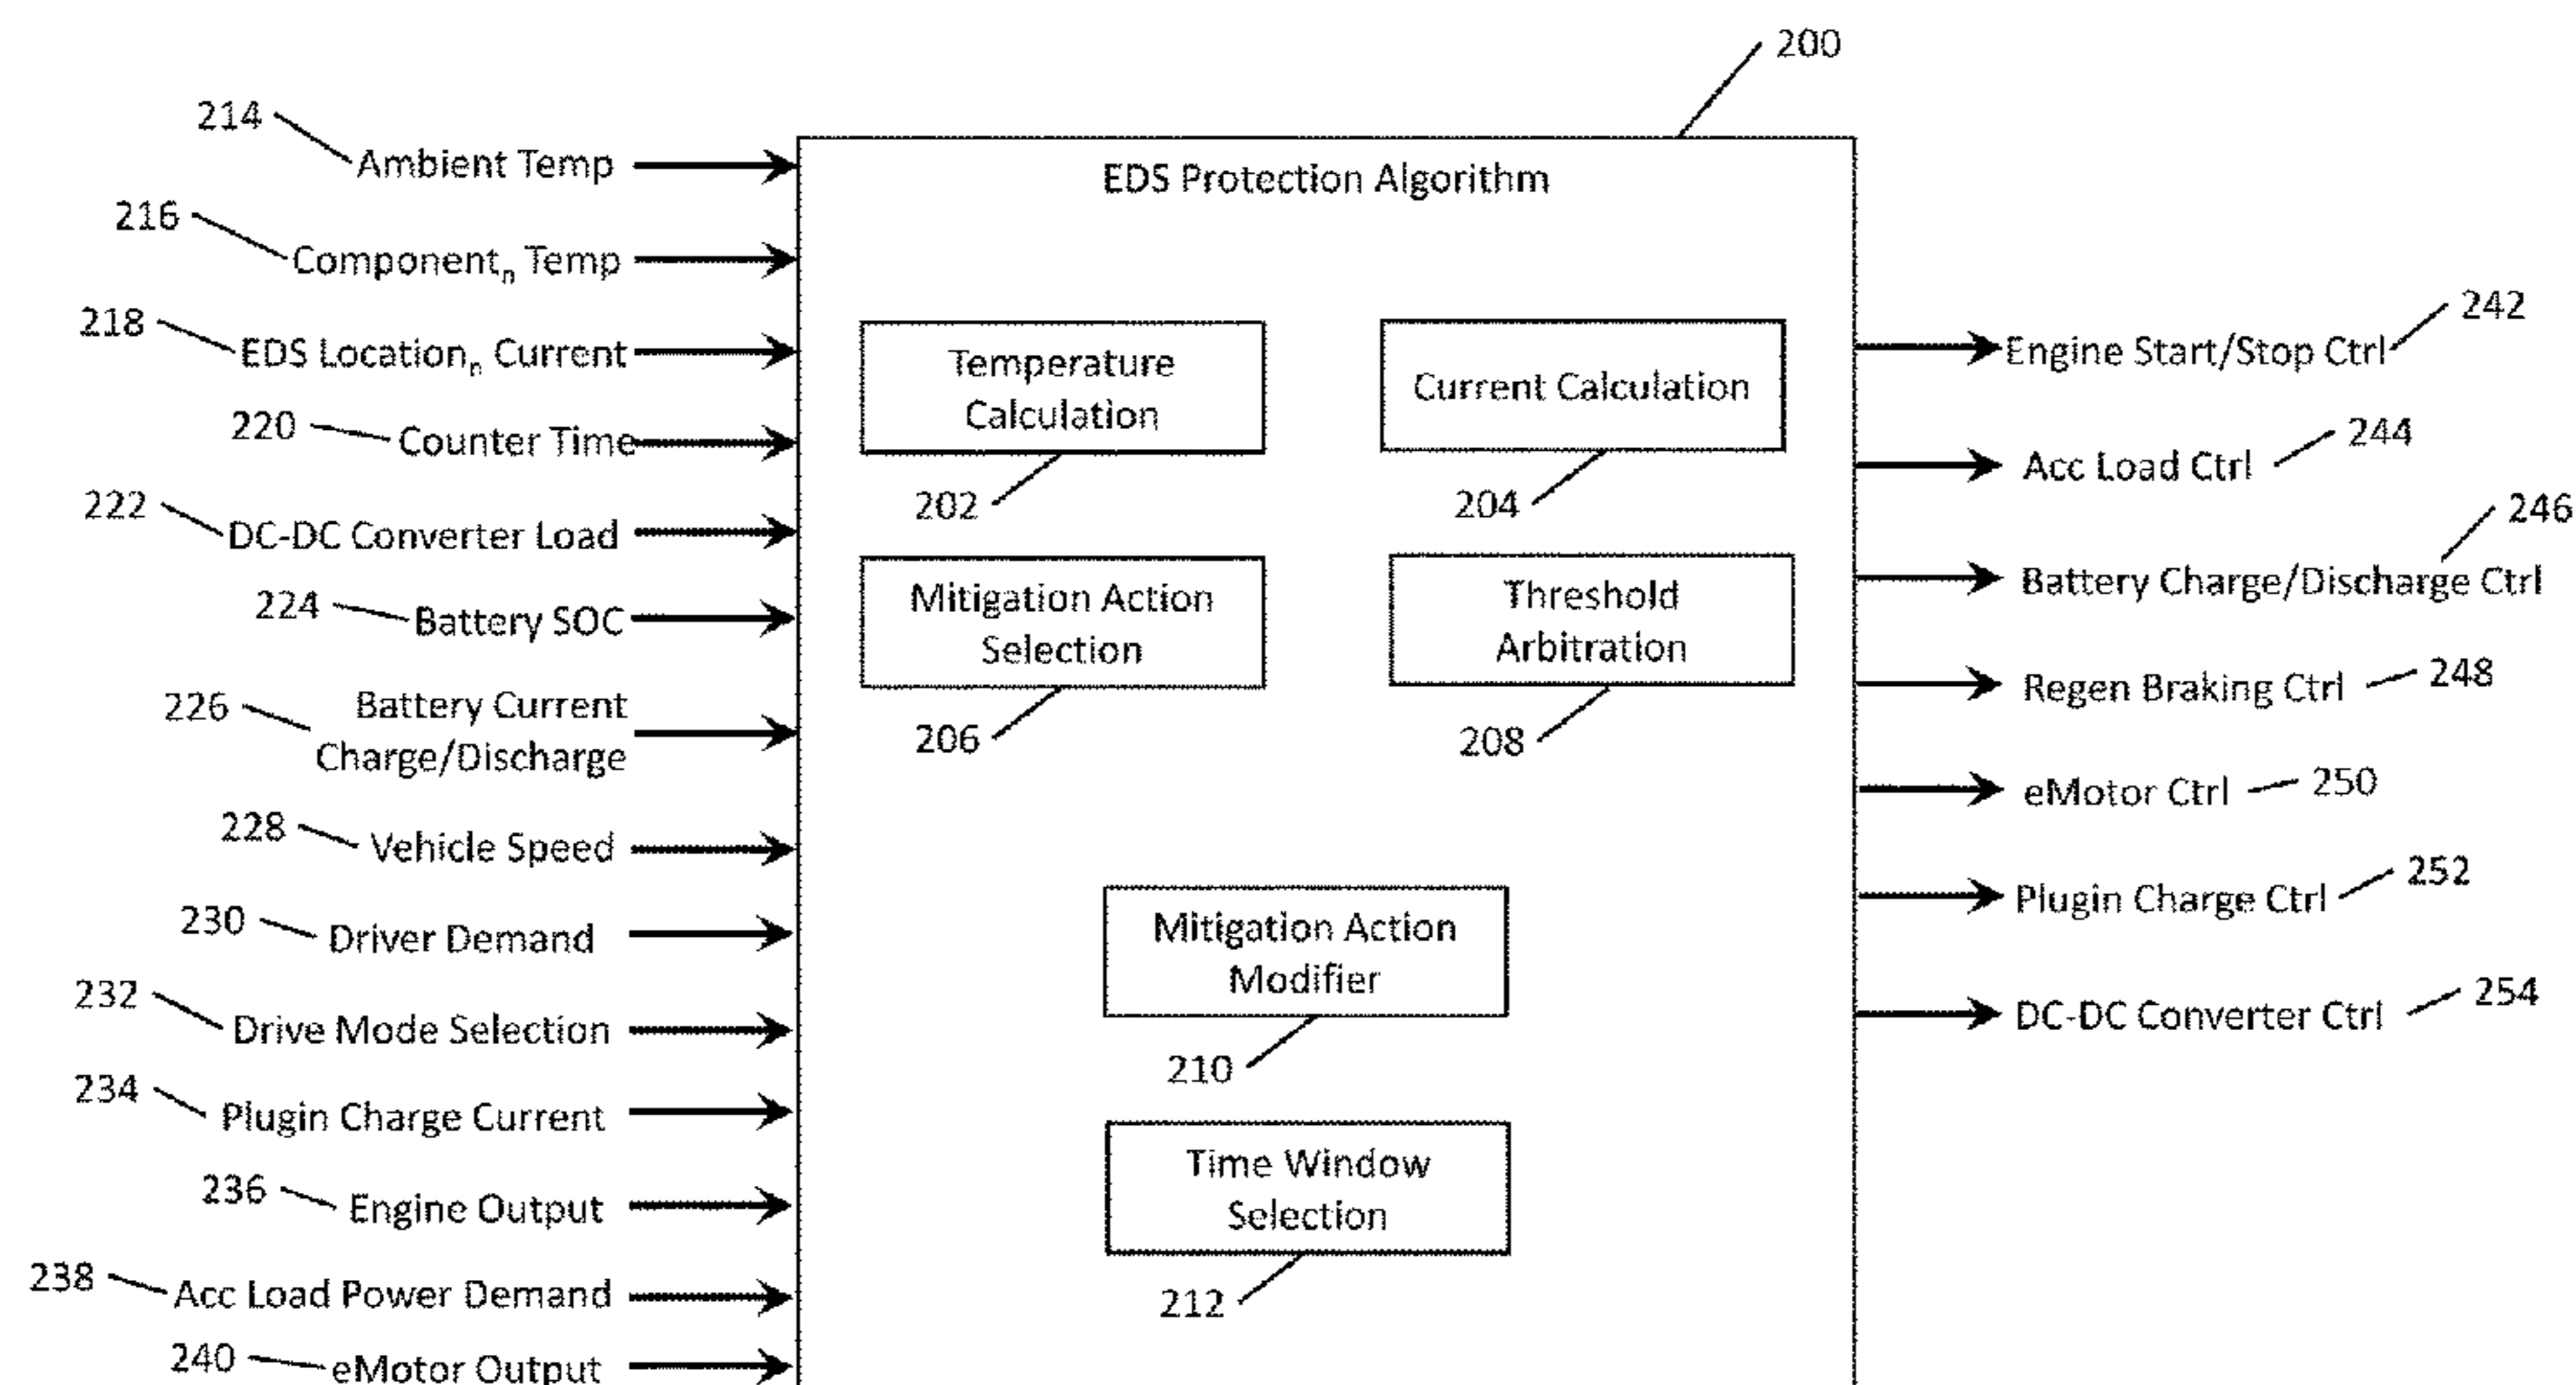 200
214
Ambient Temp
EDS Protection Algorithm
216
Componentn Temp
218
EDS Locationn Current
220
Counter Time
222
DC-DC Converter Load
224
Battery SOC
226
Battery Current
Charge/Discharge
228
Vehicle Speed
230
Driver Demand
232
Drive Mode Selection
234
Plugin Charge Current
236
Engine Output
238
Acc Load Power Demand
240
eMotor Output
Temperature
Calculation
202
Current Calculation
204
Mitigation Action
Selection
206
Threshold
Arbitration
208
Mitigation Action
Modifier
210
Time Window
Selection
212
242
Engine Start/Stop Ctrl
244
Acc Load Ctrl
246
Battery Charge/Discharge Ctrl
248
Regen Braking Ctrl
250
eMotor Ctrl
252
Plugin Charge Ctrl
254
DC-DC Converter Ctrl